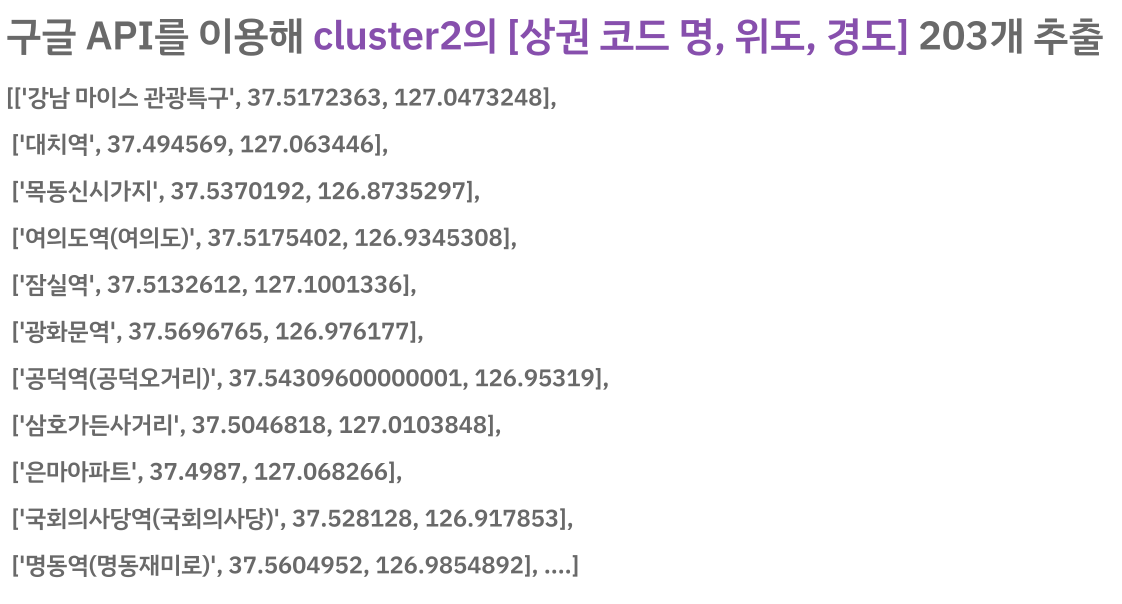 구글 API를 이용해 cluster2의 [상권 코드 명, 위도, 경도] 203개 추출
[['강남 마이스 관광특구', 37.5172363, 127.0473248],
['대치역', 37.494569, 127.063446],
['목동신시가지', 37.5370192, 126.8735297],
['여의도역(여의도)', 37.5175402, 126.9345308],
['잠실역', 37.5132612, 127.1001336],
['광화문역', 37.5696765, 126.976177],
['공덕역(공덕오거리)', 37.54309600000001, 126.95319],
['삼호가든사거리', 37.5046818, 127.0103848],
['은마아파트', 37.4987, 127.068266],
['국회의사당역(국회의사당)', 37.528128, 126.917853],
['명동역(명동재미로)', 37.5604952, 126.9854892], ....]